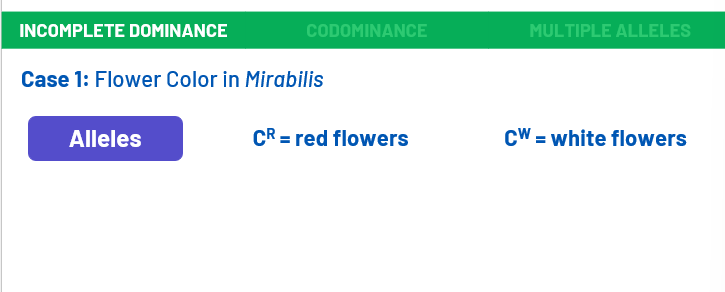 INCOMPLETE DOMINANCE CODOMINANCE MULTIPLE ALLELES
Case 1: Flower Color in Mirabilis
Alleles Cᴿ = red flowers Cᵂ = white flowers